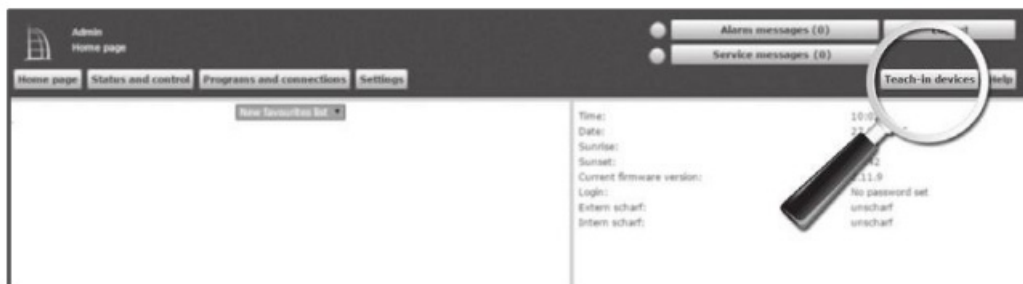 Admin
Home page
Alarm messages (0)
Service messages (0)
Home page Status and control Programs and connections Settings
Teach-in devices Help
New favourites list
Time:
Date:
Sunrise:
Sunset:
Current firmware version:
Login: No password set
Extern scharf: unscharf
Intern scharf: unscharf